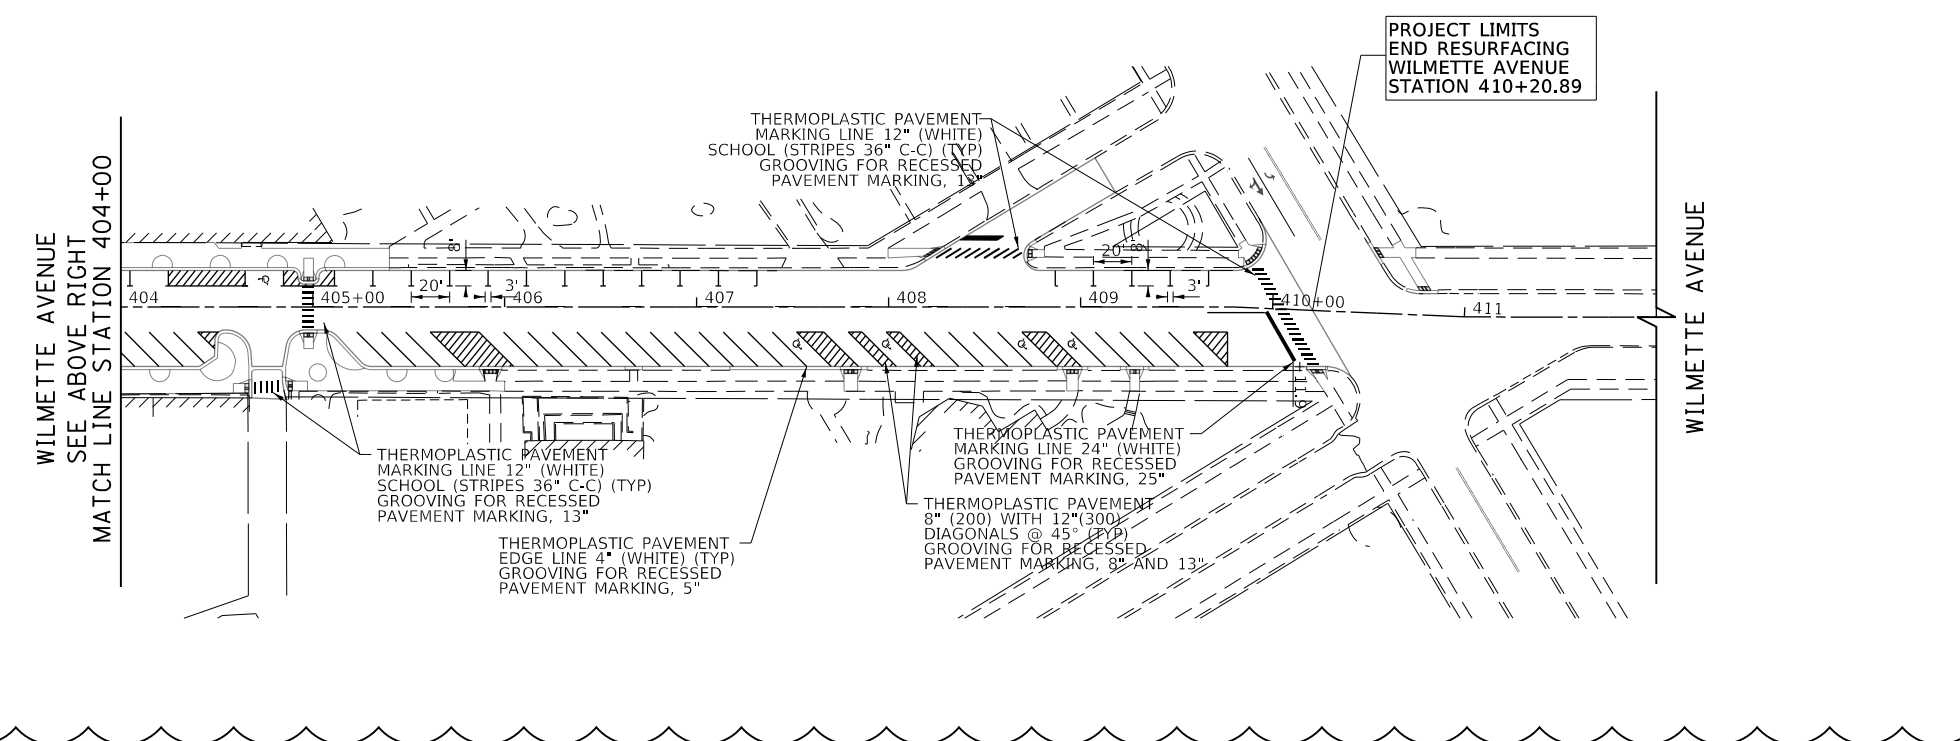 PROJECT LIMITS
END RESURFACING
WILMETTE AVENUE
STATION 410+20.89
THERMOPLASTIC PAVEMENT
MARKING LINE 12" (WHITE)
SCHOOL (STRIPES 36" C-C) (TYP)
GROOVING FOR RECESSED
PAVEMENT MARKING, 13"
WILMETTE AVENUE
SEE ABOVE RIGHT
MATCH LINE STATION 404+00
WILMETTE AVENUE
8'
20'
8'
20'
3'
3'
404
405+00
406
407
408
409
410+00
411
THERMOPLASTIC PAVEMENT
MARKING LINE 24" (WHITE)
GROOVING FOR RECESSED
PAVEMENT MARKING, 25"
THERMOPLASTIC PAVEMENT
MARKING LINE 12" (WHITE)
SCHOOL (STRIPES 36" C-C) (TYP)
GROOVING FOR RECESSED
PAVEMENT MARKING, 13"
THERMOPLASTIC PAVEMENT
8" (200) WITH 12"(300)
DIAGONALS @ 45° (TYP)
GROOVING FOR RECESSED
PAVEMENT MARKING, 8" AND 13"
THERMOPLASTIC PAVEMENT
EDGE LINE 4" (WHITE) (TYP)
GROOVING FOR RECESSED
PAVEMENT MARKING, 5"